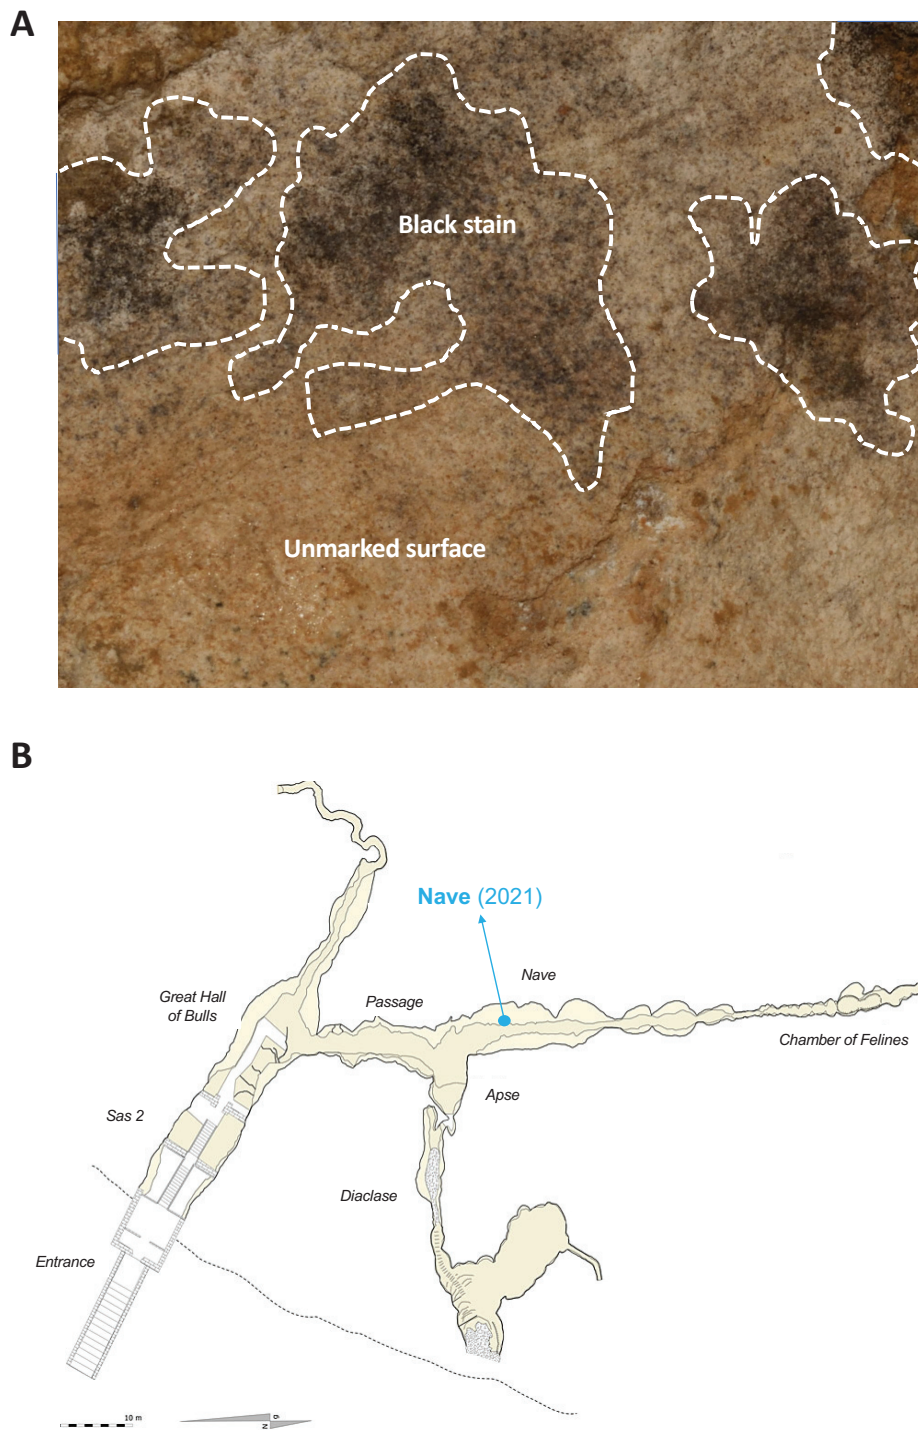 A
Black stain
Unmarked surface
B
Nave (2021)
Nave
Great Hall
of Bulls
Passage
Chamber of Felines
Apse
Sas 2
Diaclase
Entrance
10 m
N